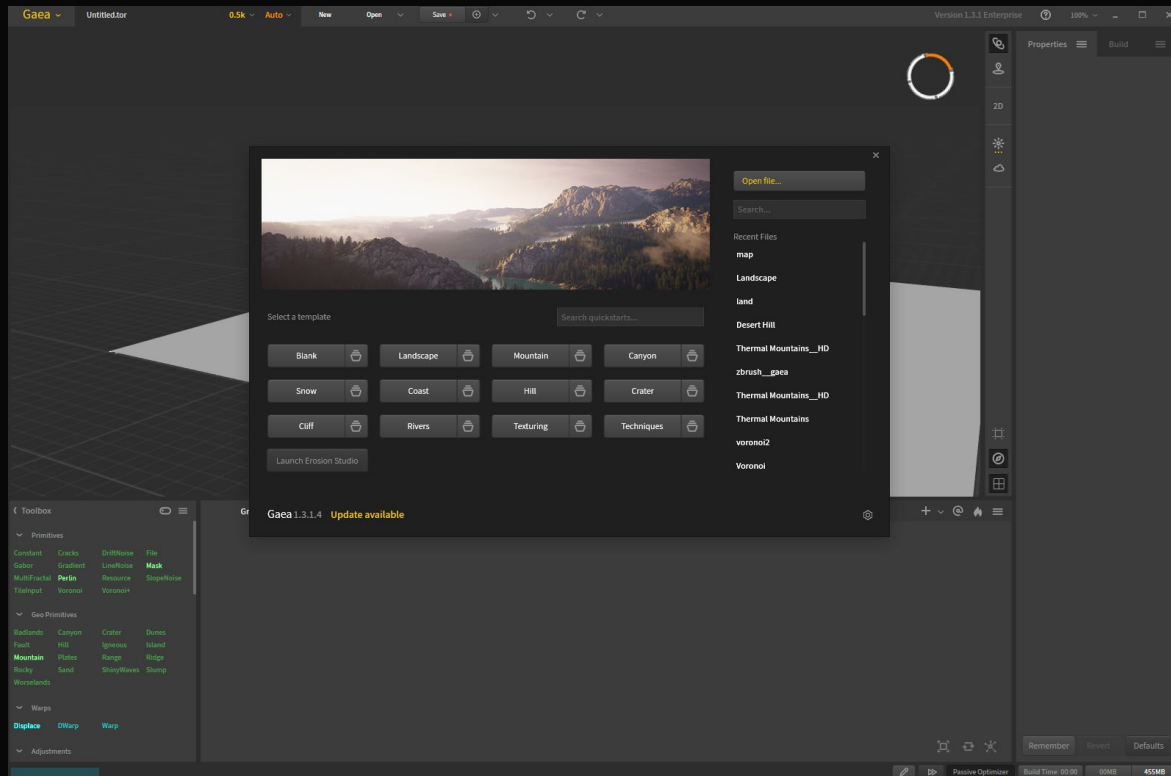 Gaea Untitled.tor 0.5k Auto New Open Save Version 1.3.1 Enterprise 100%
Properties Build
2D
Open file...
Search...
Recent Files
map
Landscape
land
Desert Hill
Thermal Mountains__HD
zbrush__gaea
Thermal Mountains__HD
Thermal Mountains
voronoi2
Voronoi
Select a template Search quickstarts...
Blank Landscape Mountain Canyon
Snow Coast Hill Crater
Cliff Rivers Texturing Techniques
Launch Erosion Studio
Gaea 1.3.1.4 Update available
Toolbox Gr
Primitives
Constant Cracks DriftNoise File
Gabor Gradient LineNoise Mask
MultiFractal Perlin Resource SlopeNoise
TileInput Voronoi Voronoi+
Geo Primitives
Badlands Canyon Crater Dunes
Fault Hill Igneous Island
Mountain Plates Range Ridge
Rocky Sand ShinyWaves Slump
Worselands
Warps
Displace DWarp Warp
Adjustments
Remember Revert Defaults
Passive Optimizer Build Time: 00:00 00MB 455MB